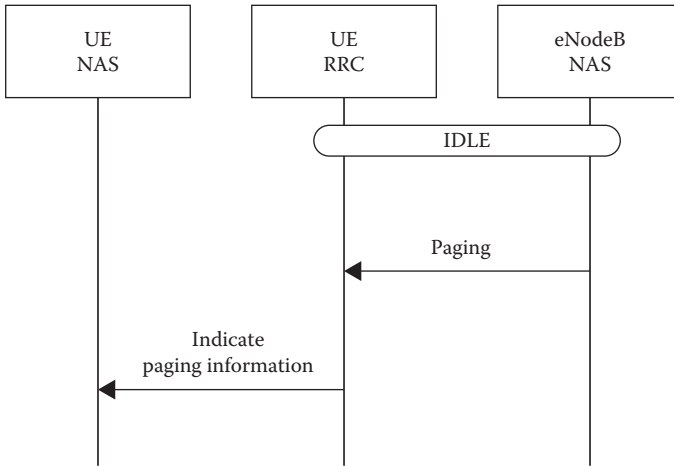 UE
NAS
UE
RRC
eNodeB
NAS
IDLE
Paging
Indicate
paging information